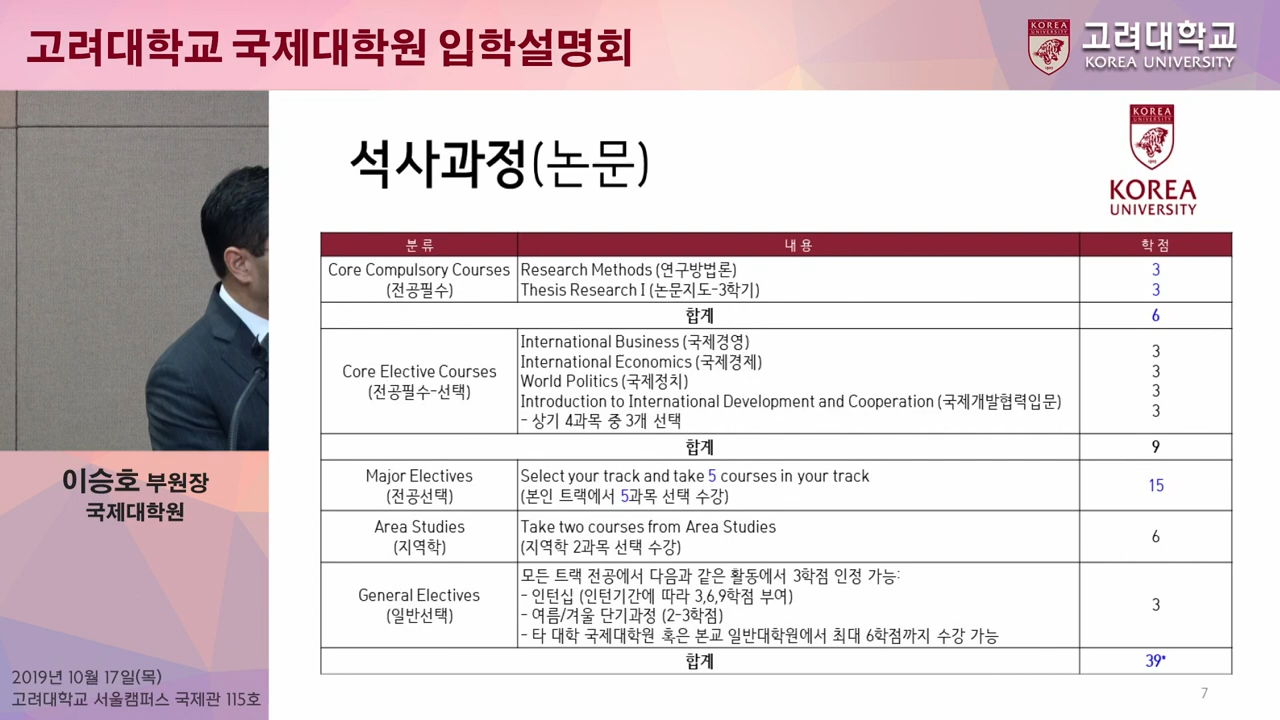 고려대학교 국제대학원 입학설명회
KOREA UNIVERSITY
고려대학교
KOREA UNIVERSITY
석사과정(논문)
KOREA UNIVERSITY
KOREA
UNIVERSITY
분 류 내 용 학 점
Core Compulsory Courses Research Methods (연구방법론) 3
(전공필수) Thesis Research I (논문지도-3학기) 3
합계 6
International Business (국제경영) 3
International Economics (국제경제) 3
Core Elective Courses World Politics (국제정치) 3
(전공필수-선택) Introduction to International Development and Cooperation (국제개발협력입문) 3
- 상기 4과목 중 3개 선택
합계 9
Major Electives Select your track and take 5 courses in your track 15
(전공선택) (본인 트랙에서 5과목 선택 수강)
Area Studies Take two courses from Area Studies 6
(지역학) (지역학 2과목 선택 수강)
모든 트랙 전공에서 다음과 같은 활동에서 3학점 인정 가능:
General Electives - 인턴십 (인턴기간에 따라 3,6,9학점 부여) 3
(일반선택) - 여름/겨울 단기과정 (2-3학점)
- 타 대학 국제대학원 혹은 본교 일반대학원에서 최대 6학점까지 수강 가능
합계 39*
7
이승호 부원장
국제대학원
2019년 10월 17일(목)
고려대학교 서울캠퍼스 국제관 115호